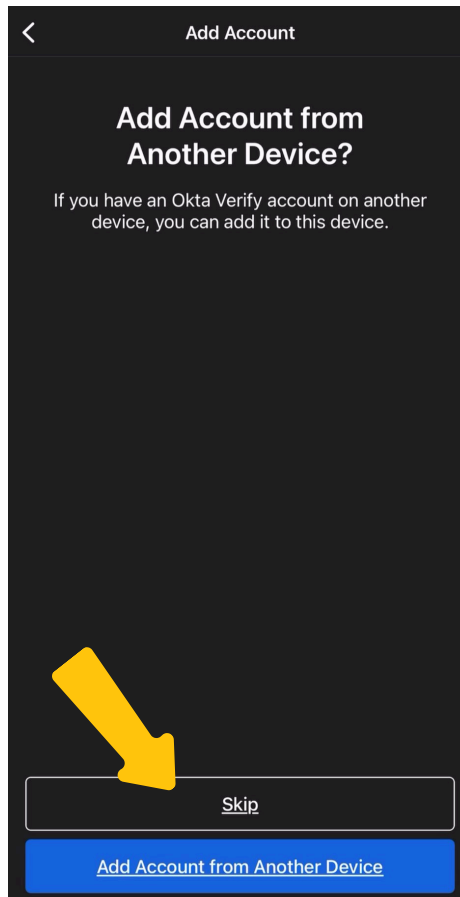 Add Account
Add Account from
Another Device?
If you have an Okta Verify account on another
device, you can add it to this device.
Skip
Add Account from Another Device